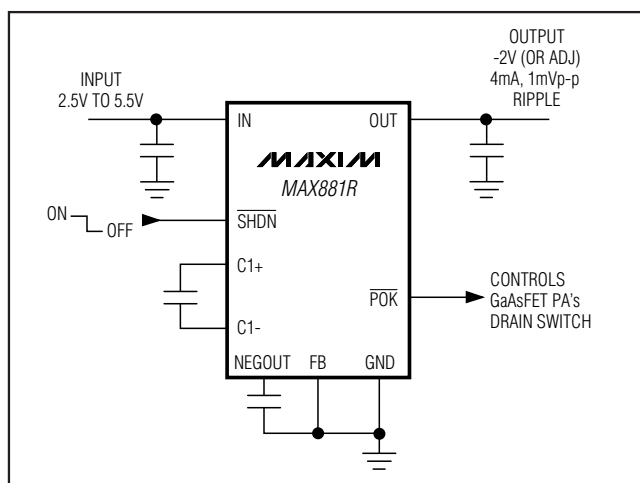 INPUT
2.5V TO 5.5V
OUTPUT
-2V (OR ADJ)
4mA, 1mVp-p
RIPPLE
IN
OUT
MAXIM
MAX881R
ON
OFF
SHDN
C1+
C1-
POK
CONTROLS
GaAsFET PA's
DRAIN SWITCH
NEGOUT
FB
GND